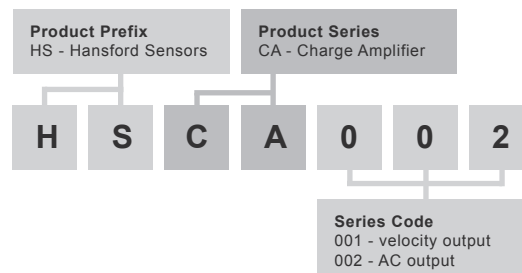 Product Prefix
HS - Hansford Sensors
Product Series
CA - Charge Amplifier
H S C A 0 0 2
Series Code
001 - velocity output
002 - AC output